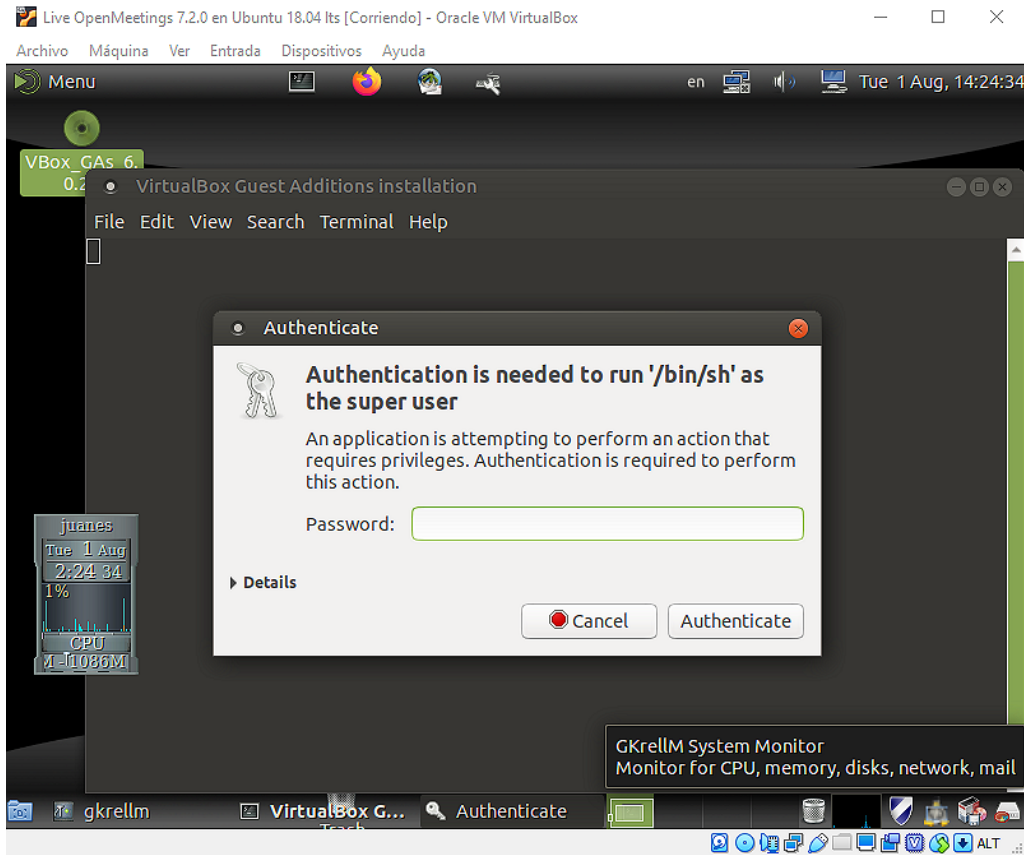 Live OpenMeetings 7.2.0 en Ubuntu 18.04 lts [Corriendo] - Oracle VM VirtualBox
Archivo Máquina Ver Entrada Dispositivos Ayuda
Menu en Tue 1 Aug, 14:24:34
VBox_GAs_6.
0.2
VirtualBox Guest Additions installation
File Edit View Search Terminal Help
Authenticate
Authentication is needed to run '/bin/sh' as
the super user
An application is attempting to perform an action that
requires privileges. Authentication is required to perform
this action.
Password:
Details
Cancel Authenticate
juanes
Tue 1 Aug
2:24 34
1%
CPU
M - 1086M
GKrellM System Monitor
Monitor for CPU, memory, disks, network, mail
gkrellm VirtualBox G... Authenticate
Trash
ALT